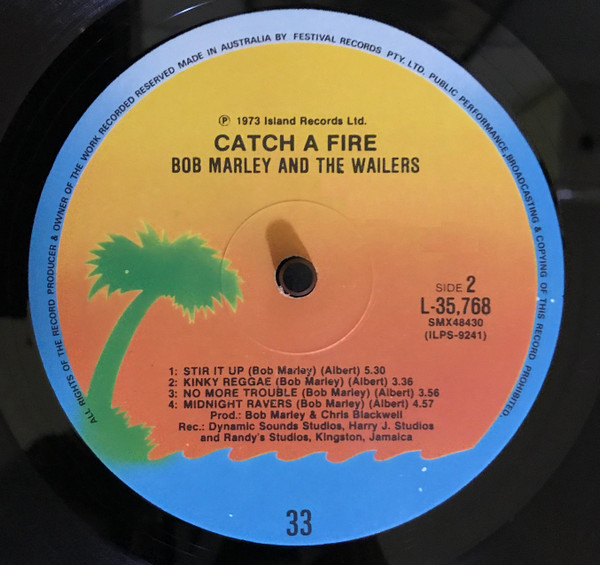 ALL RIGHTS OF THE RECORD PRODUCER & OWNER OF THE WORK RECORDED RESERVED MADE IN AUSTRALIA BY FESTIVAL RECORDS PTY. LTD. PUBLIC PERFORMANCE, BROADCASTING & COPYING OF THIS RECORD PROHIBITED.
℗ 1973 Island Records Ltd.
CATCH A FIRE
BOB MARLEY AND THE WAILERS
SIDE 2
L-35,768
SMX48430
(ILPS-9241)
1: STIR IT UP (Bob Marley) (Albert) 5.30
2: KINKY REGGAE (Bob Marley) (Albert) 3.36
3: NO MORE TROUBLE (Bob Marley) (Albert) 3.56
4: MIDNIGHT RAVERS (Bob Marley) (Albert) 4.57
Prod.: Bob Marley & Chris Blackwell
Rec.: Dynamic Sounds Studios, Harry J. Studios
and Randy's Studios, Kingston, Jamaica
33